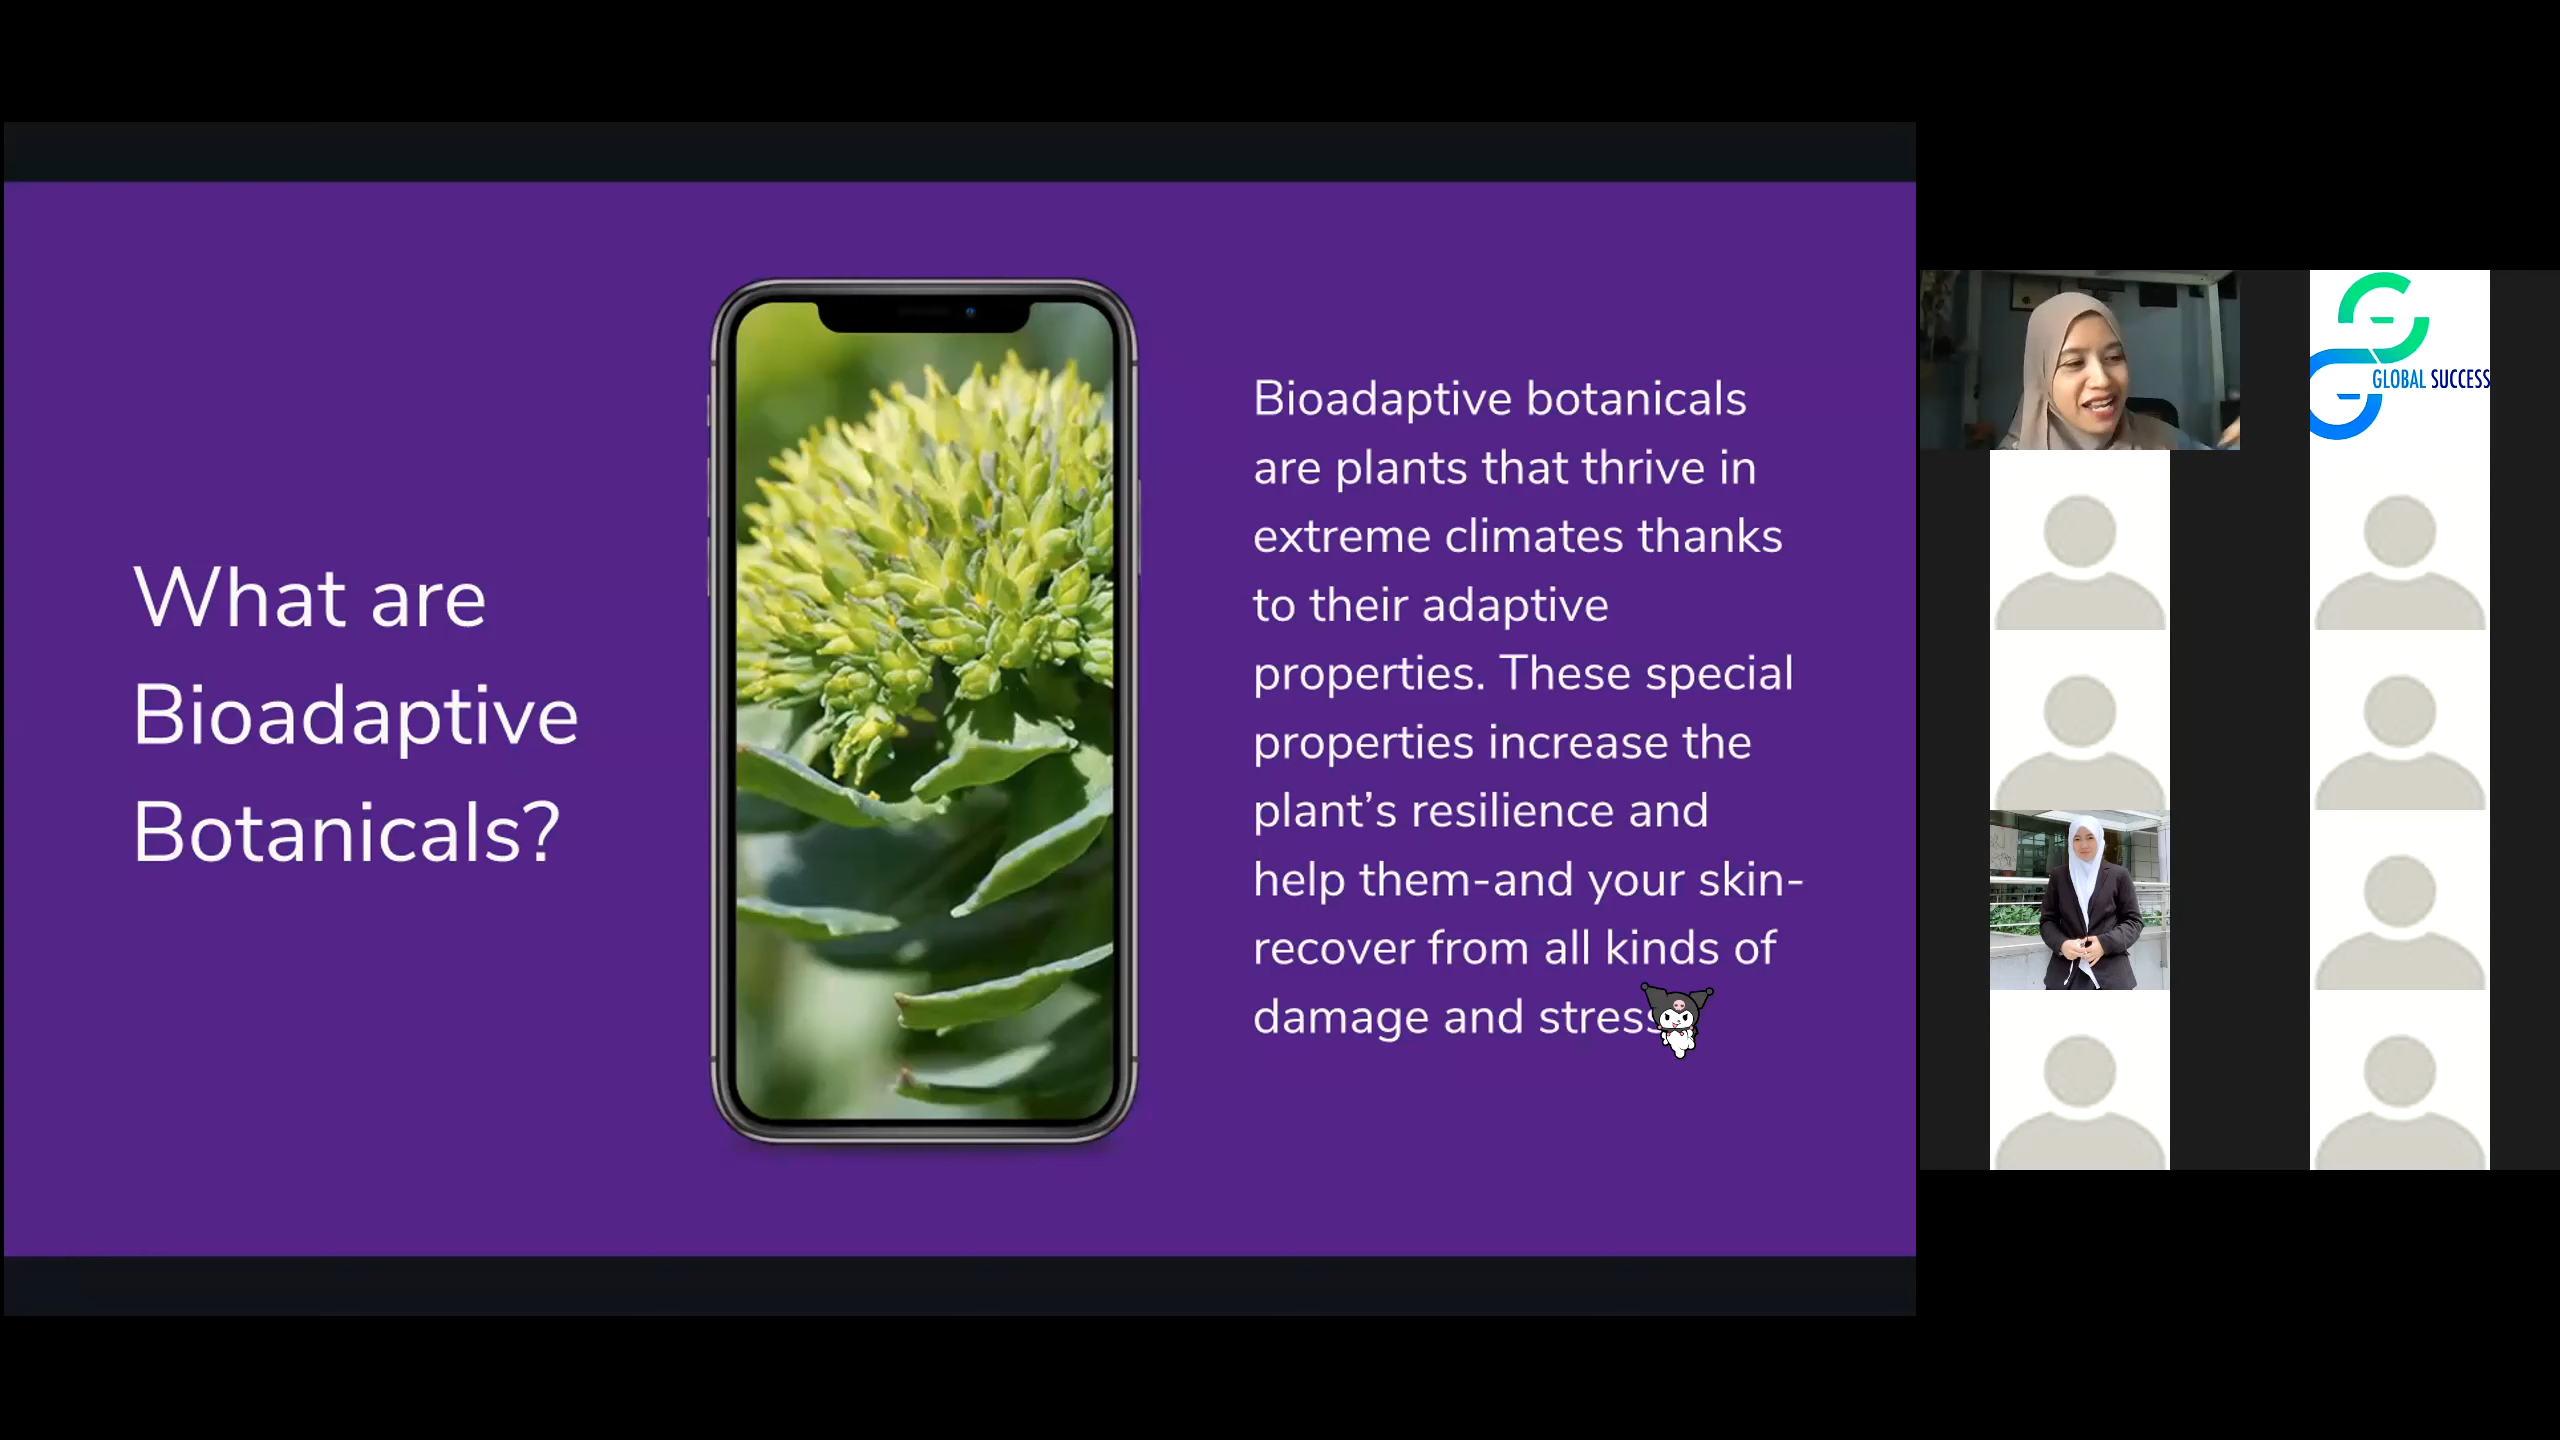 What are
Bioadaptive
Botanicals?
Bioadaptive botanicals
are plants that thrive in
extreme climates thanks
to their adaptive
properties. These special
properties increase the
plant’s resilience and
help them-and your skin-
recover from all kinds of
damage and stress
GLOBAL SUCCESS